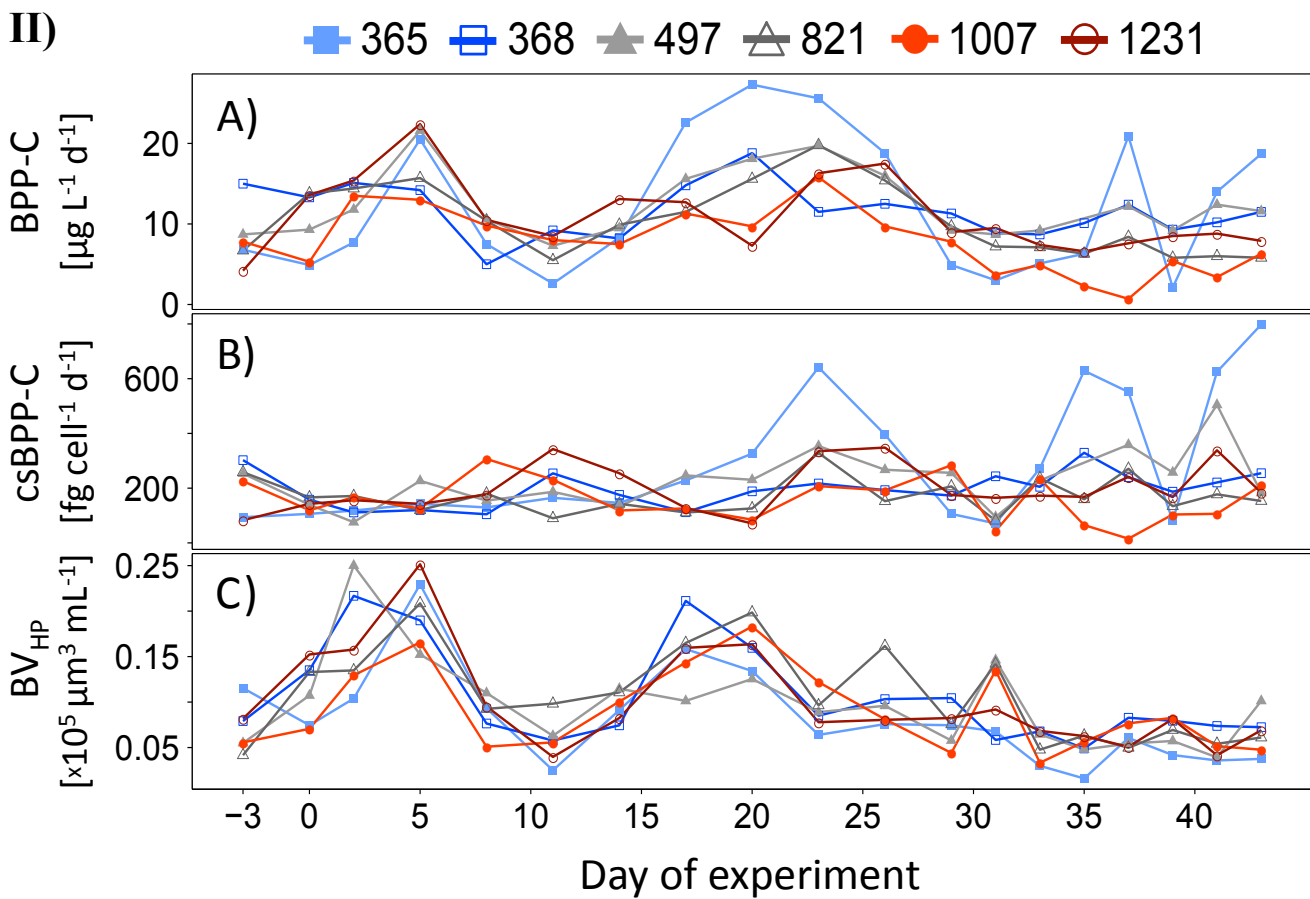 II)
365 368 497 821 1007 1231
A)
BPP-C
[µg L⁻¹ d⁻¹]
20
10
0
B)
csBPP-C
[fg cell⁻¹ d⁻¹]
600
200
C)
BV_HP
[x10⁵ µm³ mL⁻¹]
0.25
0.15
0.05
−3 0 5 10 15 20 25 30 35 40
Day of experiment